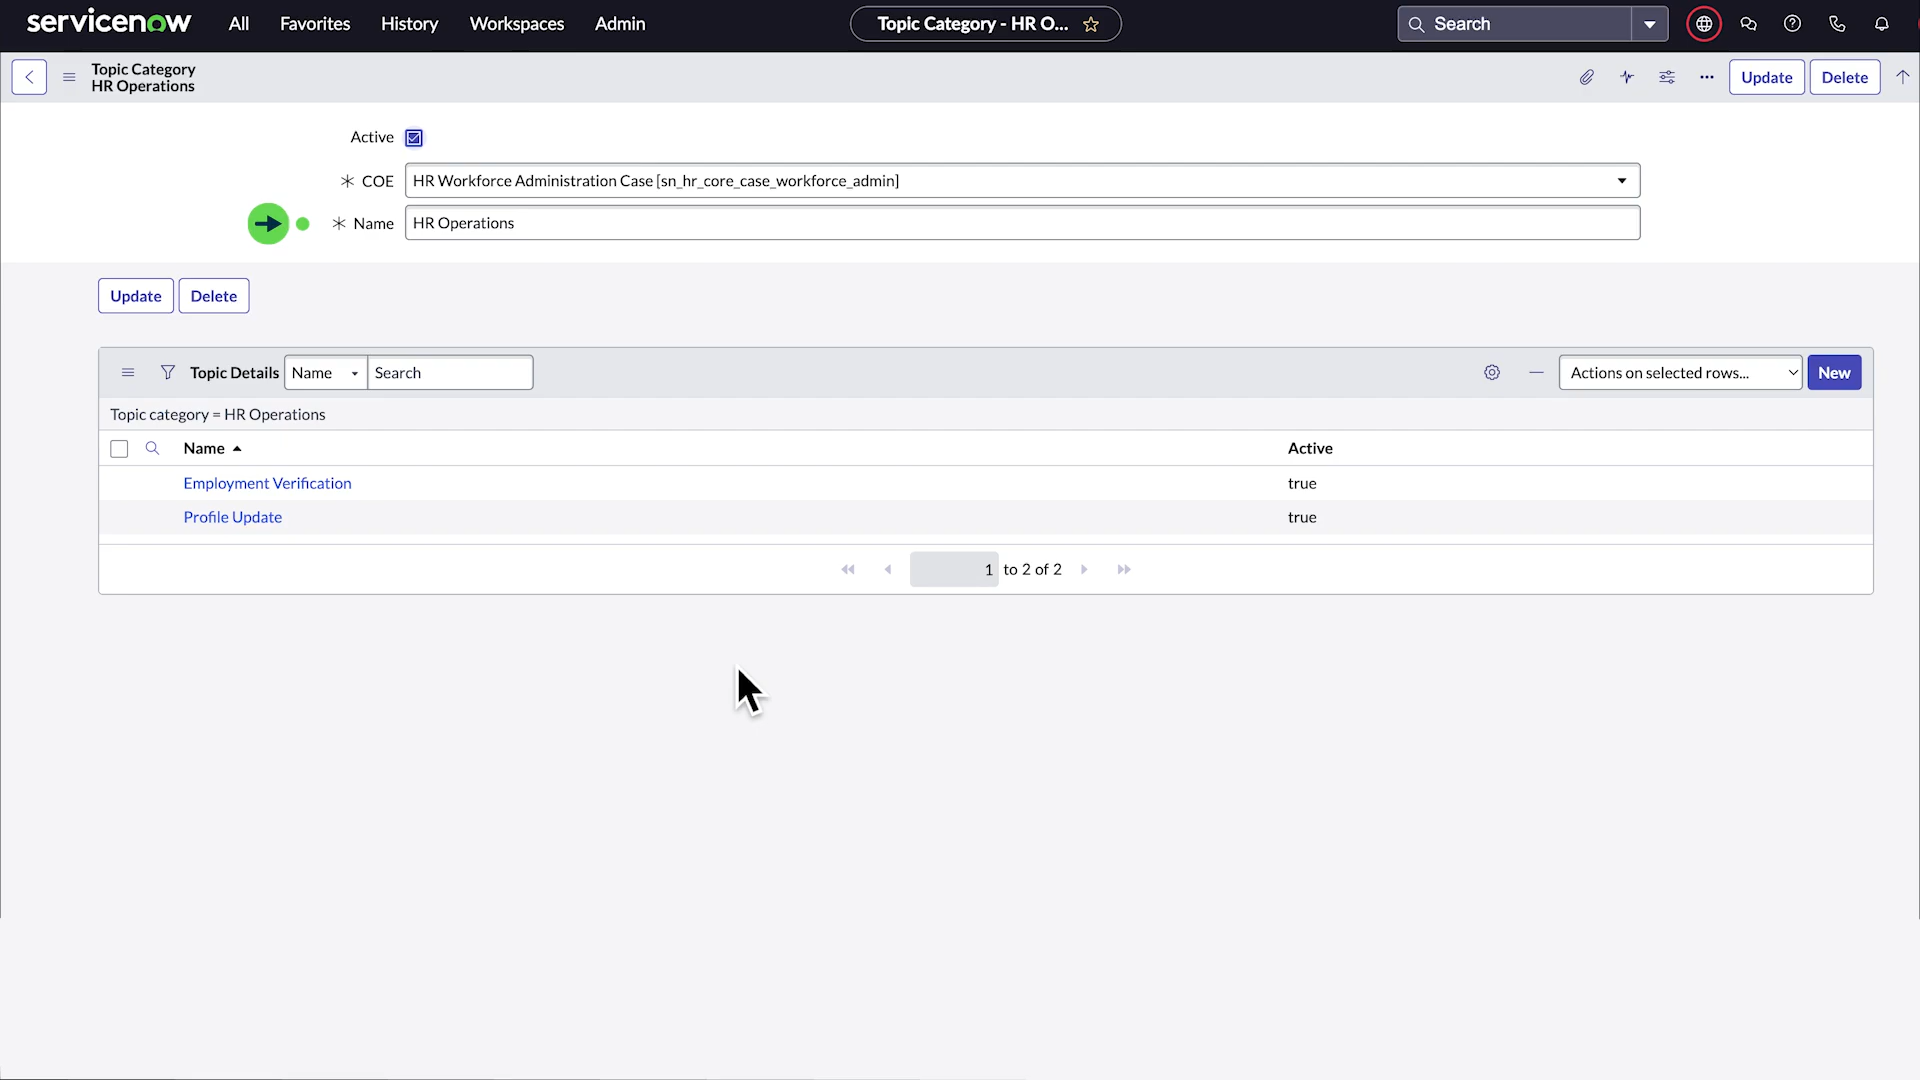 servicenow All Favorites History Workspaces Admin Topic Category - HR O... Search
Topic Category
HR Operations
Update Delete
Active
COE HR Workforce Administration Case [sn_hr_core_case_workforce_admin]
Name HR Operations
Update Delete
Topic Details Name Search Actions on selected rows... New
Topic category = HR Operations
Name Active
Employment Verification true
Profile Update true
1 to 2 of 2